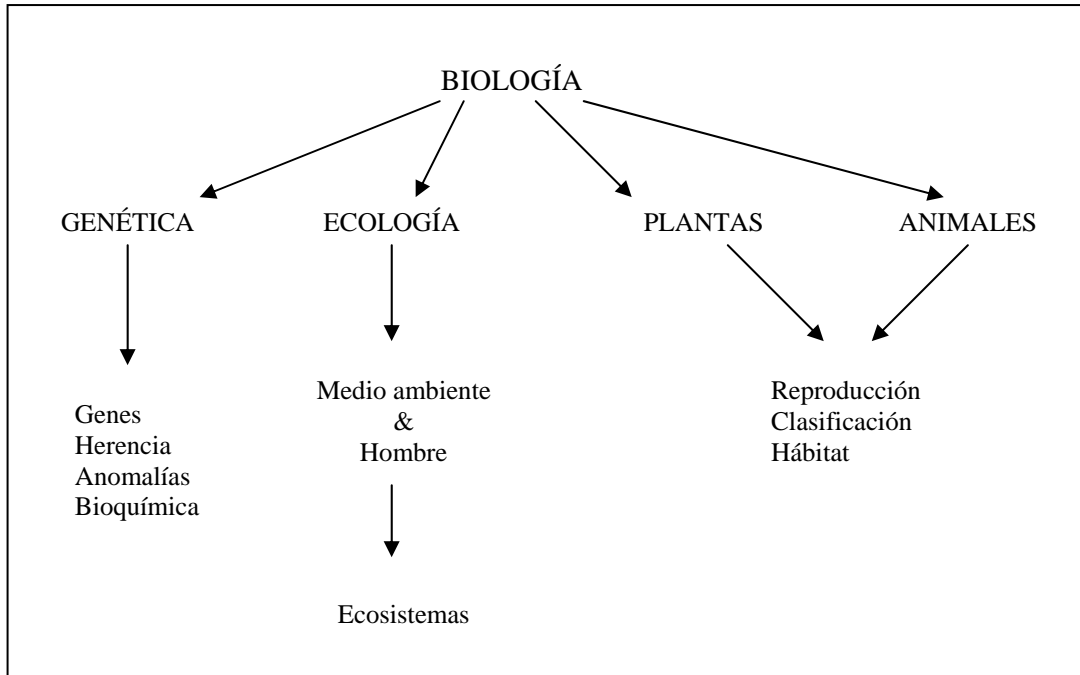 BIOLOGÍA
GENÉTICA
ECOLOGÍA
PLANTAS
ANIMALES
Genes
Herencia
Anomalías
Bioquímica
Medio ambiente
&
Hombre
Ecosistemas
Reproducción
Clasificación
Hábitat